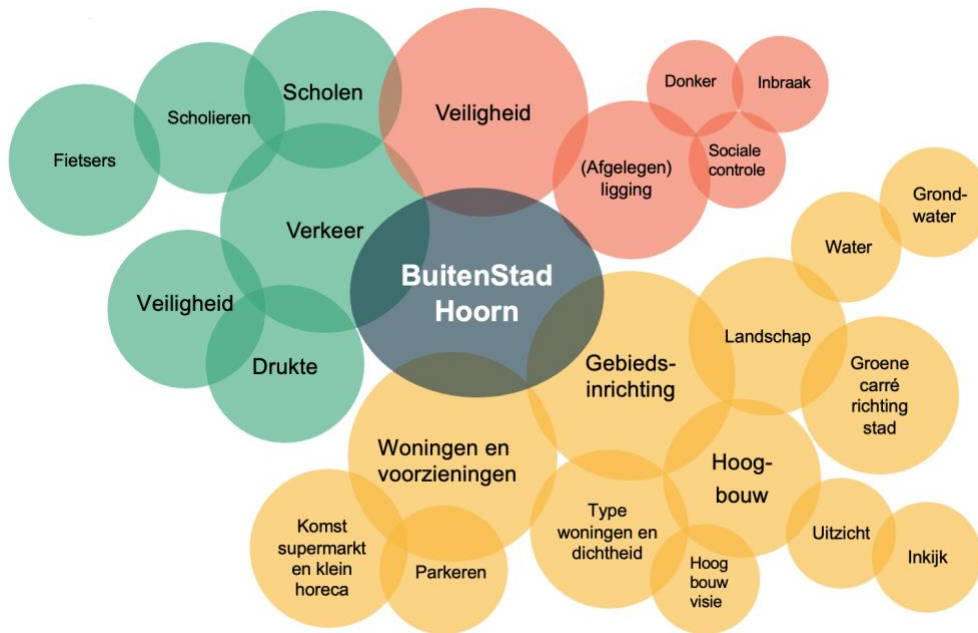 Scholen
Scholieren
Fietsers
Verkeer
Veiligheid
Drukte
Veiligheid
(Afgelegen)
ligging
Donker
Inbraak
Sociale
controle
BuitenStad
Hoorn
Grond-
water
Water
Landschap
Groene
carré
richting
stad
Gebieds-
inrichting
Hoog-
bouw
Uitzicht
Inkijk
Type
woningen en
dichtheid
Hoog
bouw
visie
Woningen en
voorzieningen
Komst
supermarkt
en klein
horeca
Parkeren